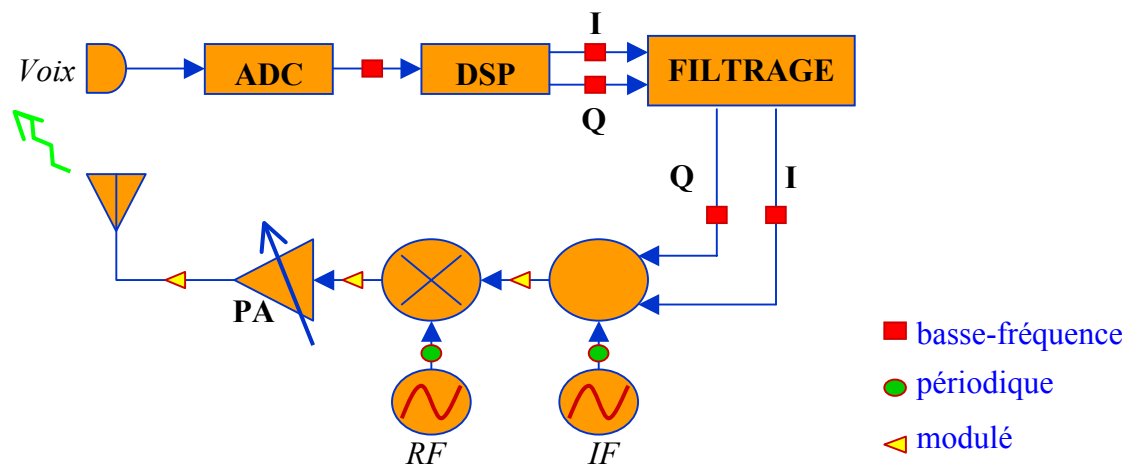 I
Voix
ADC
DSP
FILTRAGE
Q
Q
I
PA
RF
IF
basse-fréquence
périodique
modulé